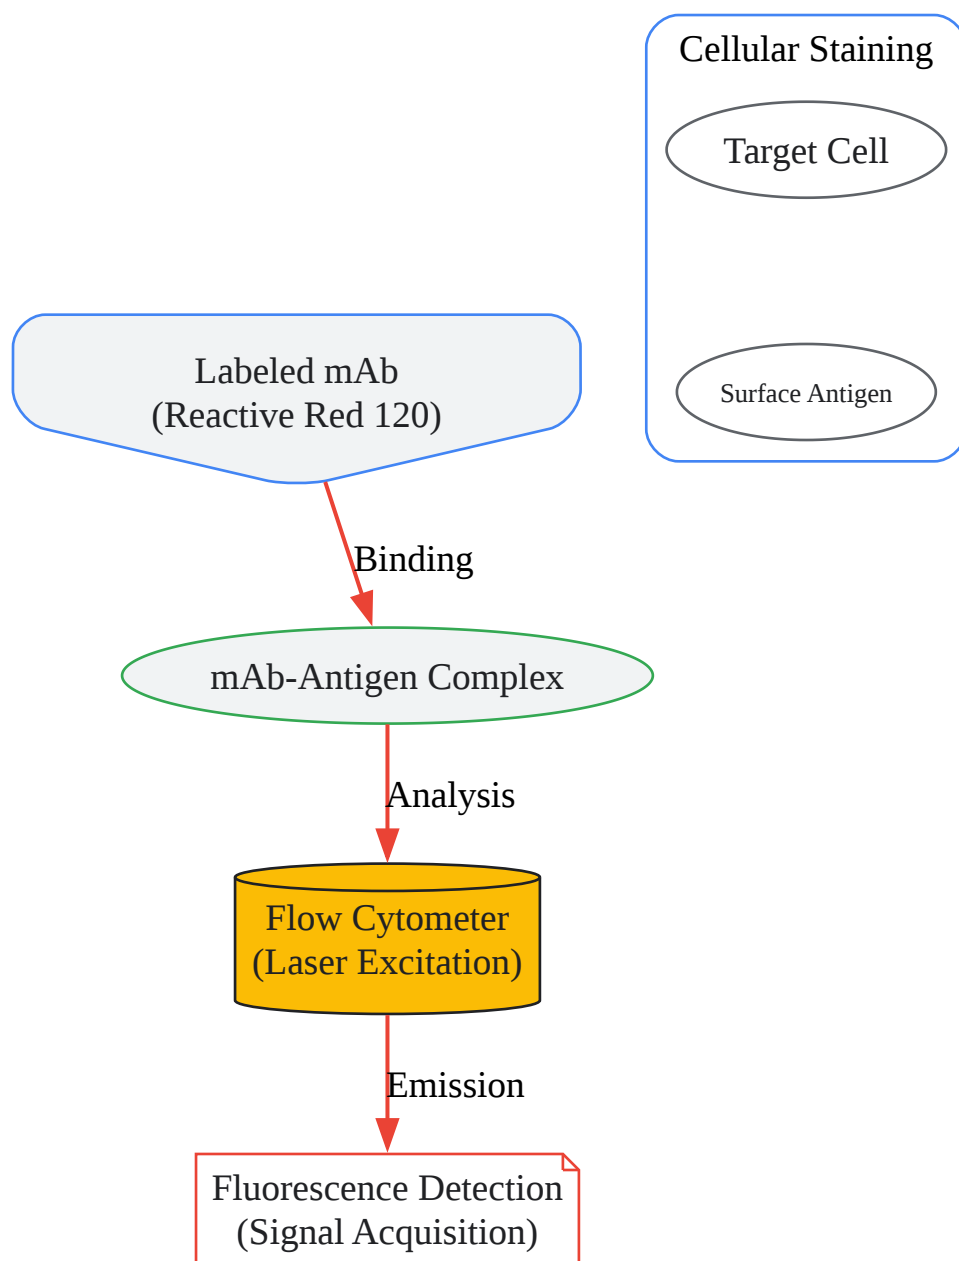 Cellular Staining
Target Cell
Surface Antigen
Labeled mAb
(Reactive Red 120)
Binding
mAb-Antigen Complex
Analysis
Flow Cytometer
(Laser Excitation)
Emission
Fluorescence Detection
(Signal Acquisition)